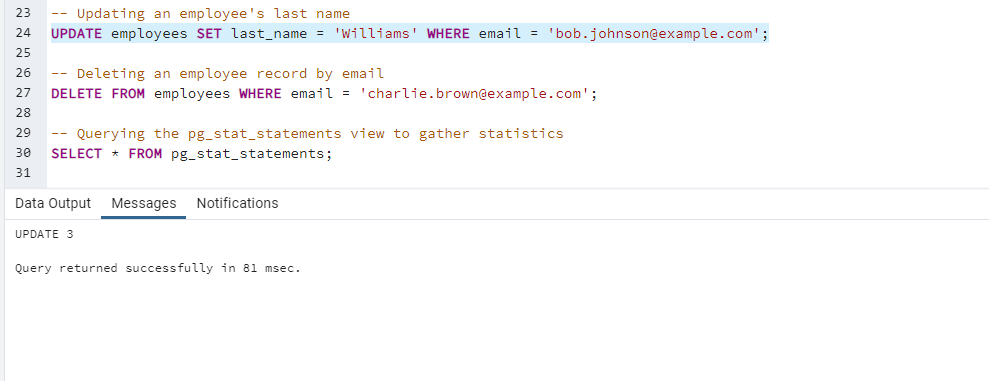 23 -- Updating an employee's last name
24 UPDATE employees SET last_name = 'Williams' WHERE email = 'bob.johnson@example.com';
25
26 -- Deleting an employee record by email
27 DELETE FROM employees WHERE email = 'charlie.brown@example.com';
28
29 -- Querying the pg_stat_statements view to gather statistics
30 SELECT * FROM pg_stat_statements;
31
Data Output Messages Notifications
UPDATE 3
Query returned successfully in 81 msec.